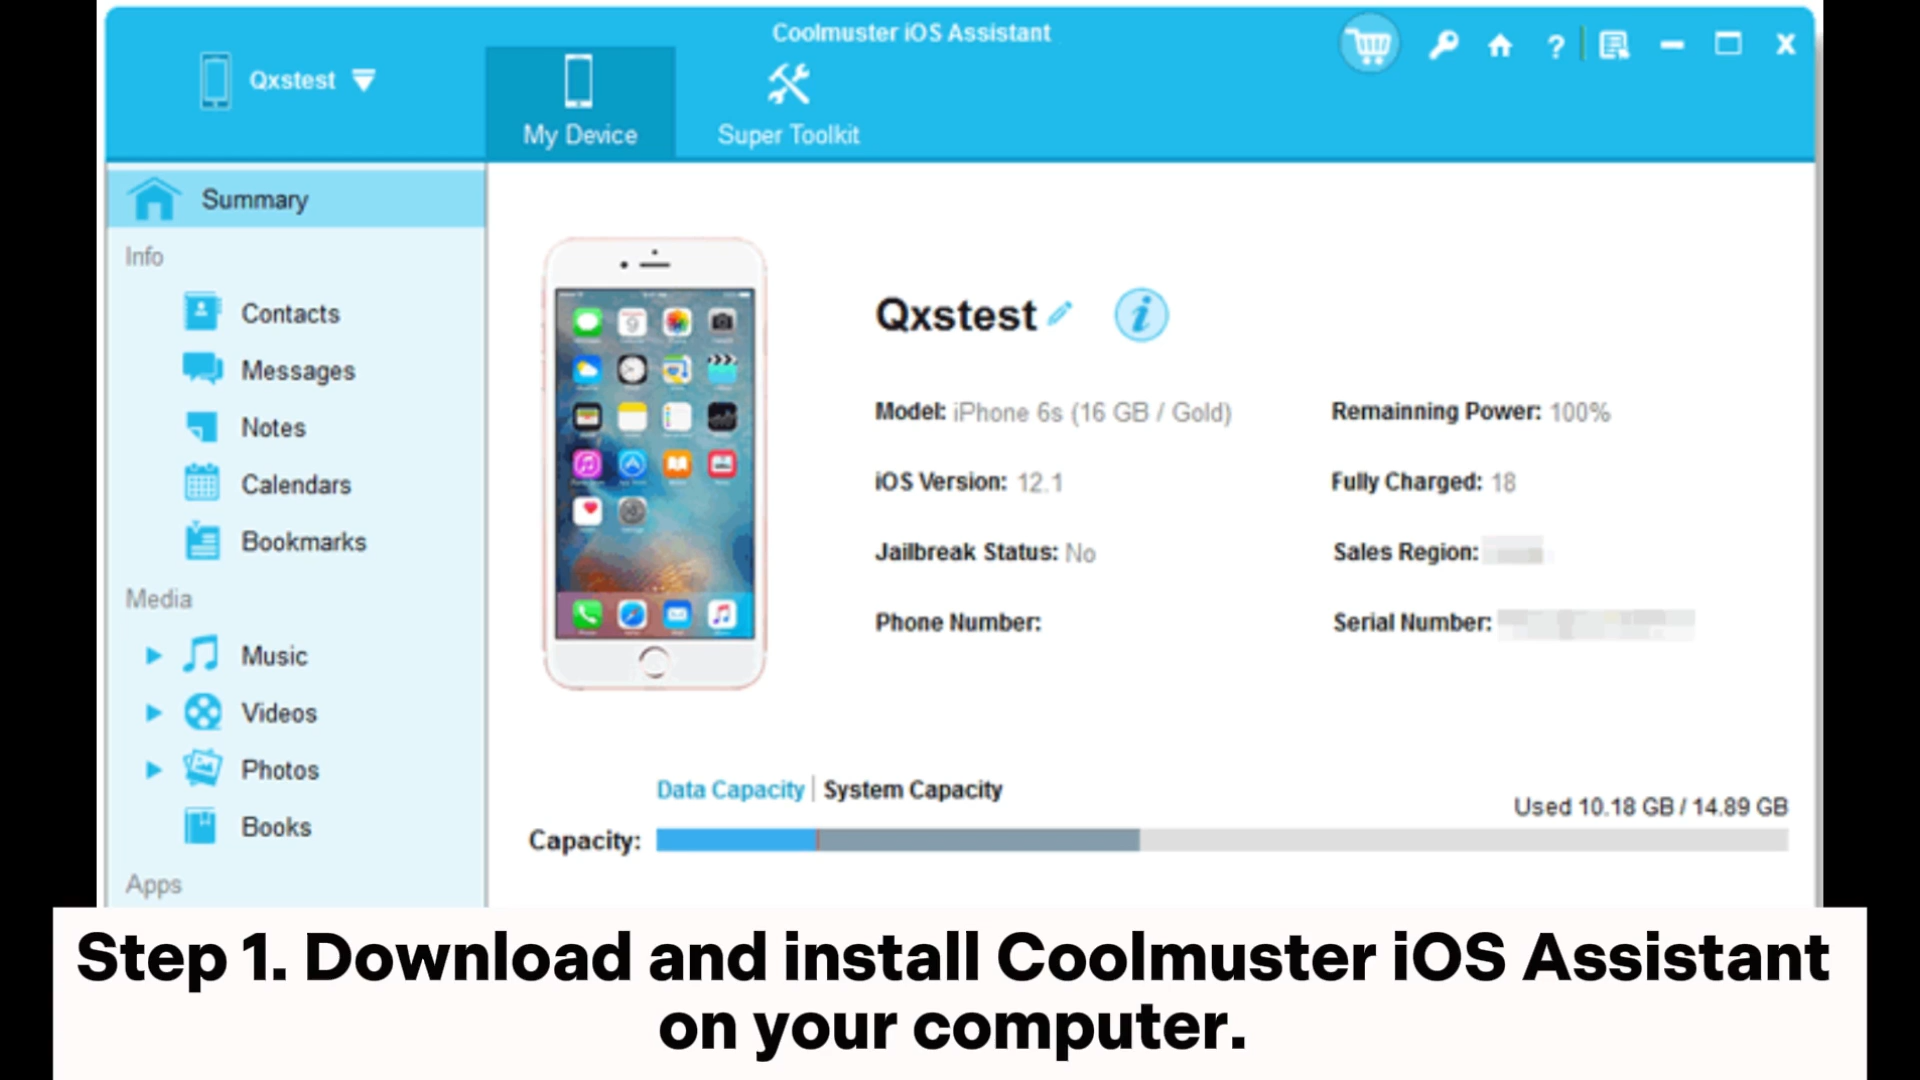 Coolmuster iOS Assistant
Qxstest
My Device
Super Toolkit
?
Summary
Info
Contacts
Messages
Notes
Calendars
Bookmarks
Media
Music
Videos
Photos
Books
Apps
9
Qxstest
i
Model: iPhone 6s (16 GB / Gold)
Remainning Power: 100%
iOS Version: 12.1
Fully Charged: 18
Jailbreak Status: No
Sales Region:
Phone Number:
Serial Number:
Data Capacity | System Capacity
Used 10.18 GB / 14.89 GB
Capacity:
Step 1. Download and install Coolmuster iOS Assistant
on your computer.